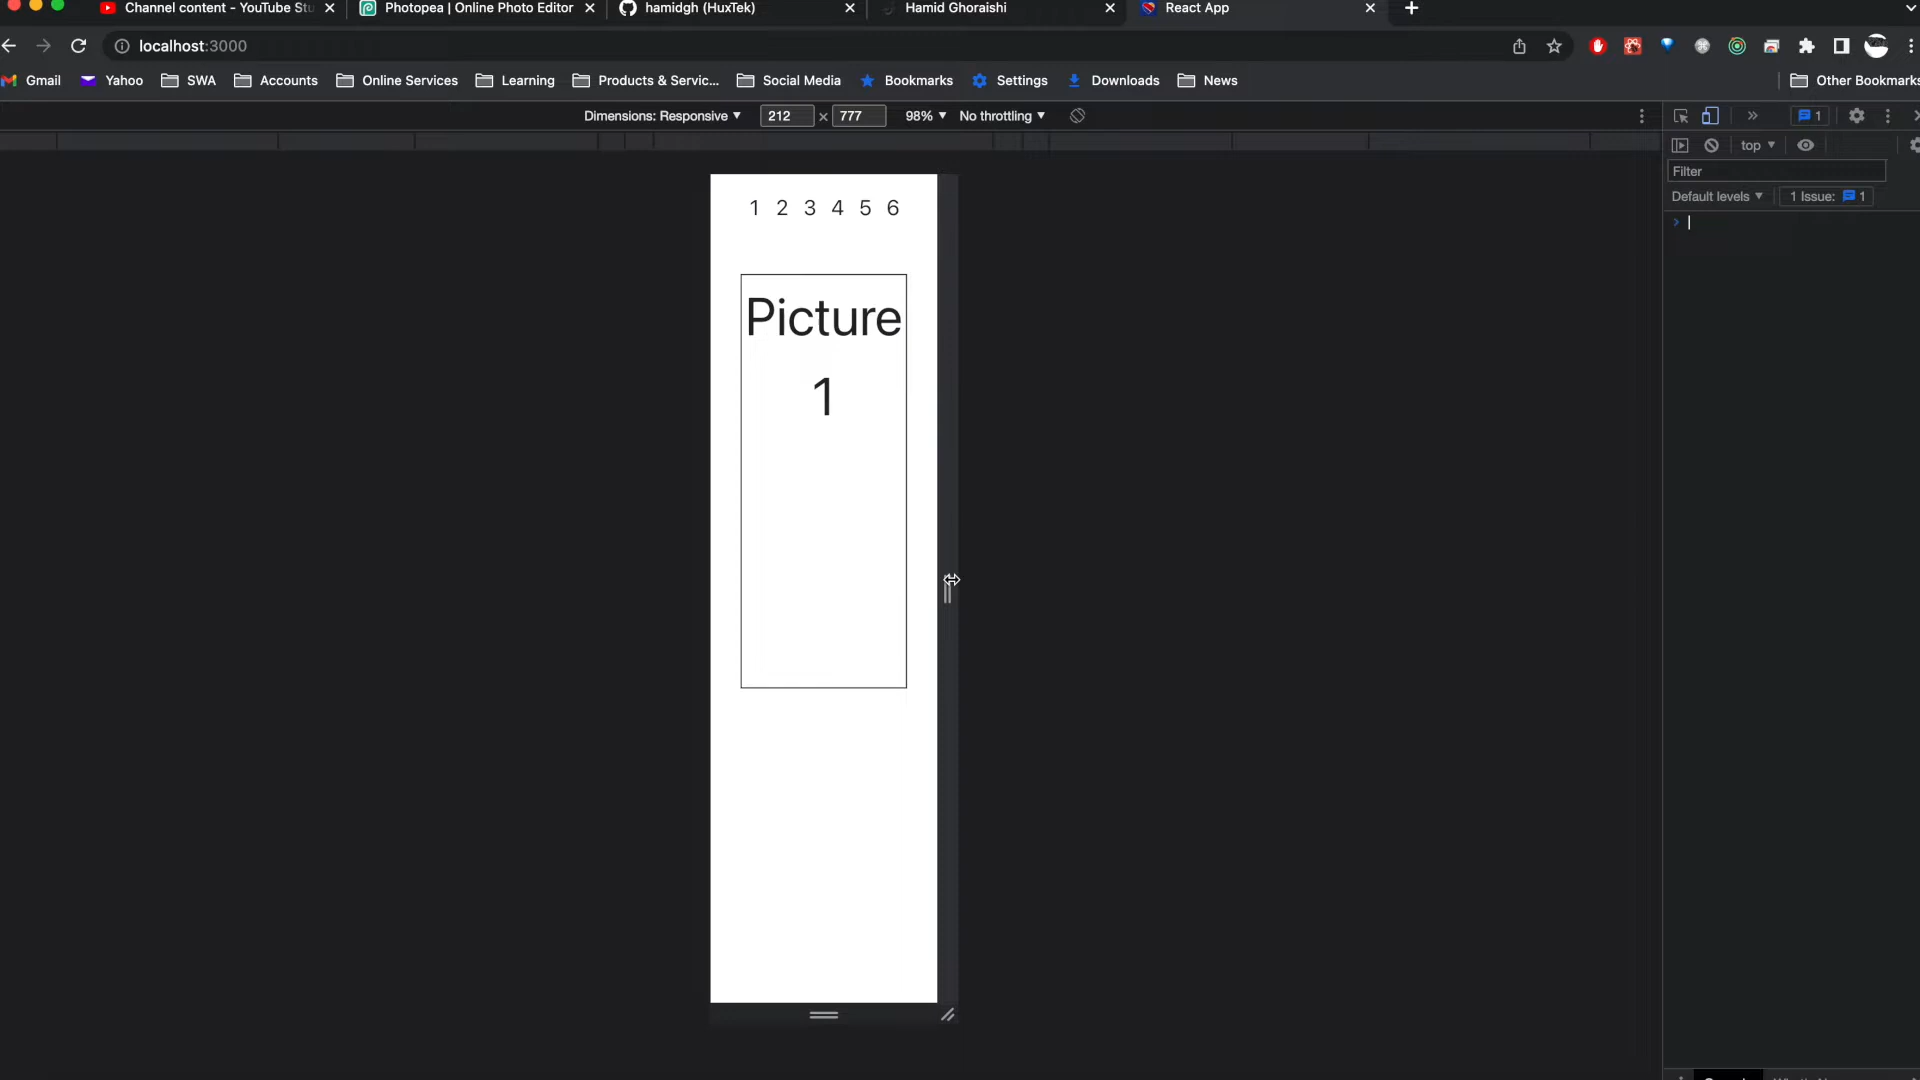 Channel content - YouTube Stu
Photopea | Online Photo Editor
hamidgh (HuxTek)
Hamid Ghoraishi
React App
localhost:3000
Gmail Yahoo SWA Accounts Online Services Learning Products & Servic... Social Media Bookmarks Settings Downloads News Other Bookmarks
Dimensions: Responsive 212 × 777 98% No throttling
1
top
Filter
Default levels 1 Issue: 1
1 2 3 4 5 6
Picture
1